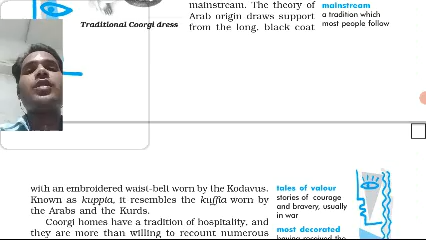 mainstream. The theory of
Arab origin draws support
from the long, black coat
mainstream
a tradition which
most people follow
Traditional Coorgi dress
with an embroidered waist-belt worn by the Kodavus.
Known as kuppia, it resembles the kuffia worn by
the Arabs and the Kurds.
Coorgi homes have a tradition of hospitality, and
they are more than willing to recount numerous
tales of valour
stories of courage
and bravery, usually
in war
most decorated
having received the